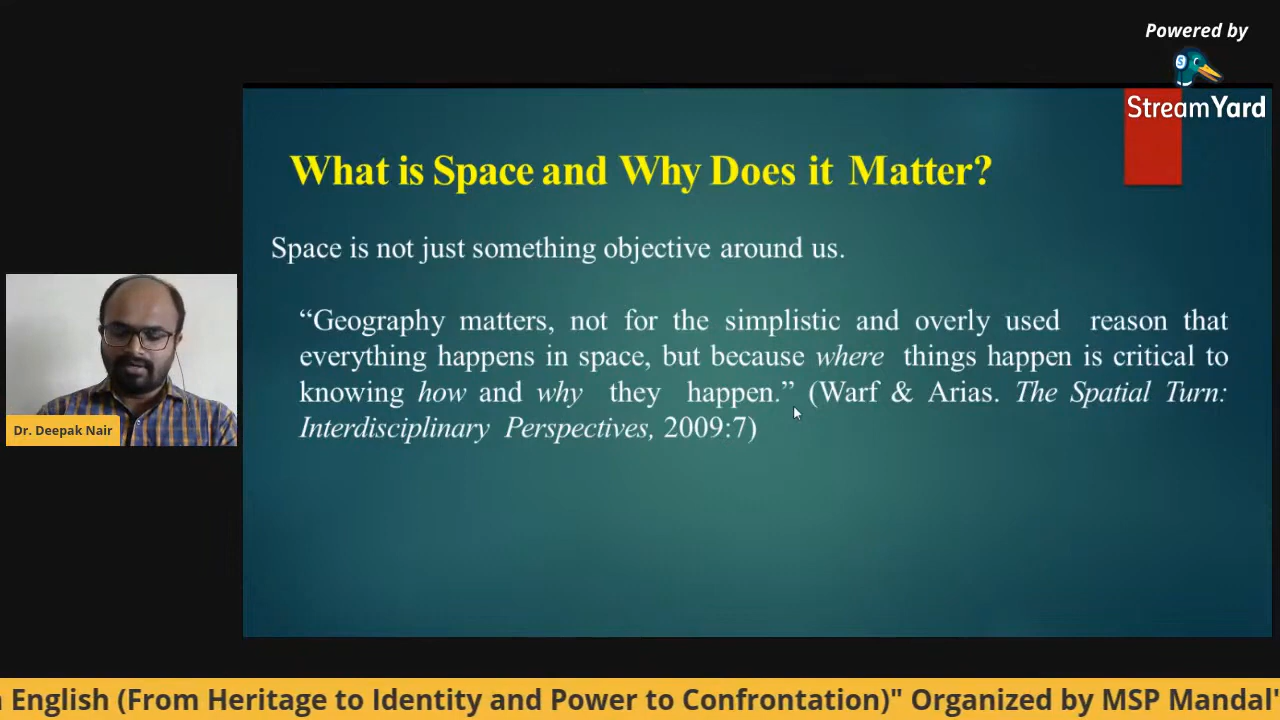 Powered by
StreamYard
What is Space and Why Does it Matter?
Space is not just something objective around us.
“Geography matters, not for the simplistic and overly used reason that
everything happens in space, but because where things happen is critical to
knowing how and why they happen.” (Warf & Arias. The Spatial Turn:
Interdisciplinary Perspectives, 2009:7)
Dr. Deepak Nair
English (From Heritage to Identity and Power to Confrontation)" Organized by MSP Mandal'